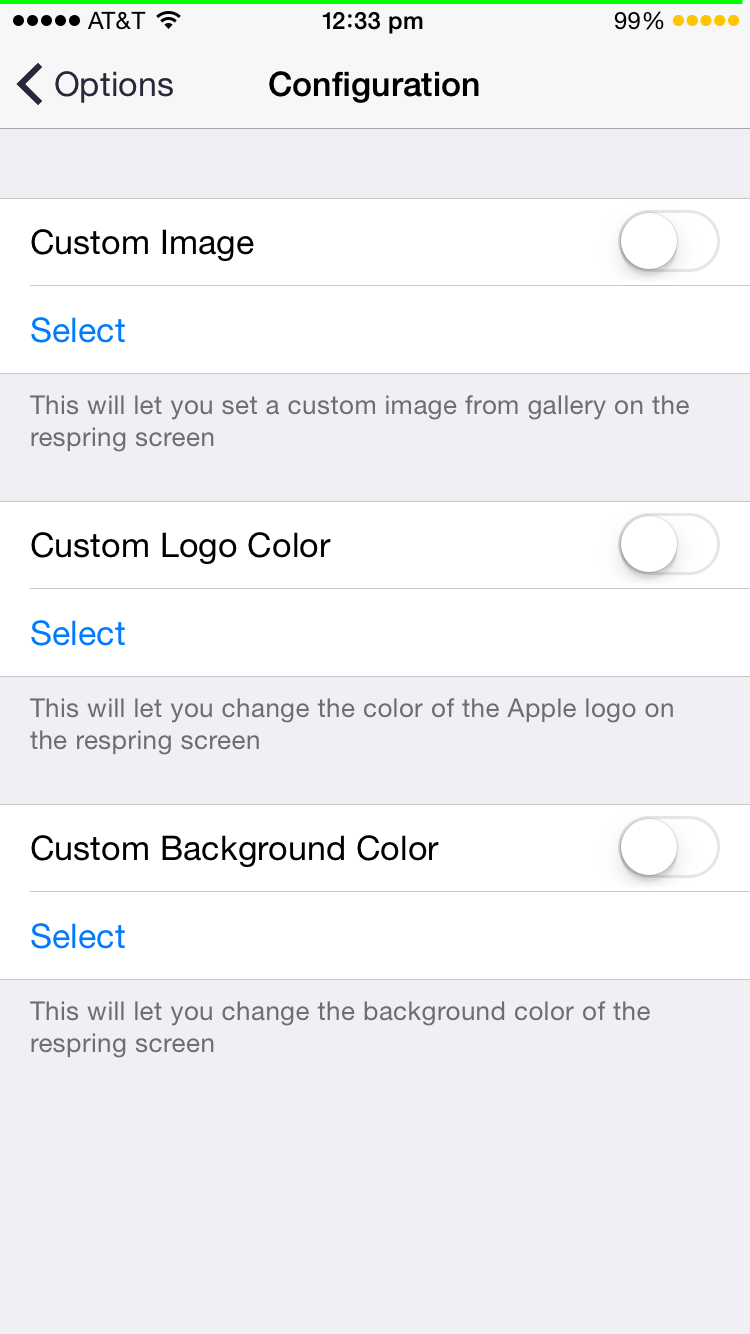 AT&T 12:33 pm 99%
Options Configuration
Custom Image
Select
This will let you set a custom image from gallery on the
respring screen
Custom Logo Color
Select
This will let you change the color of the Apple logo on
the respring screen
Custom Background Color
Select
This will let you change the background color of the
respring screen